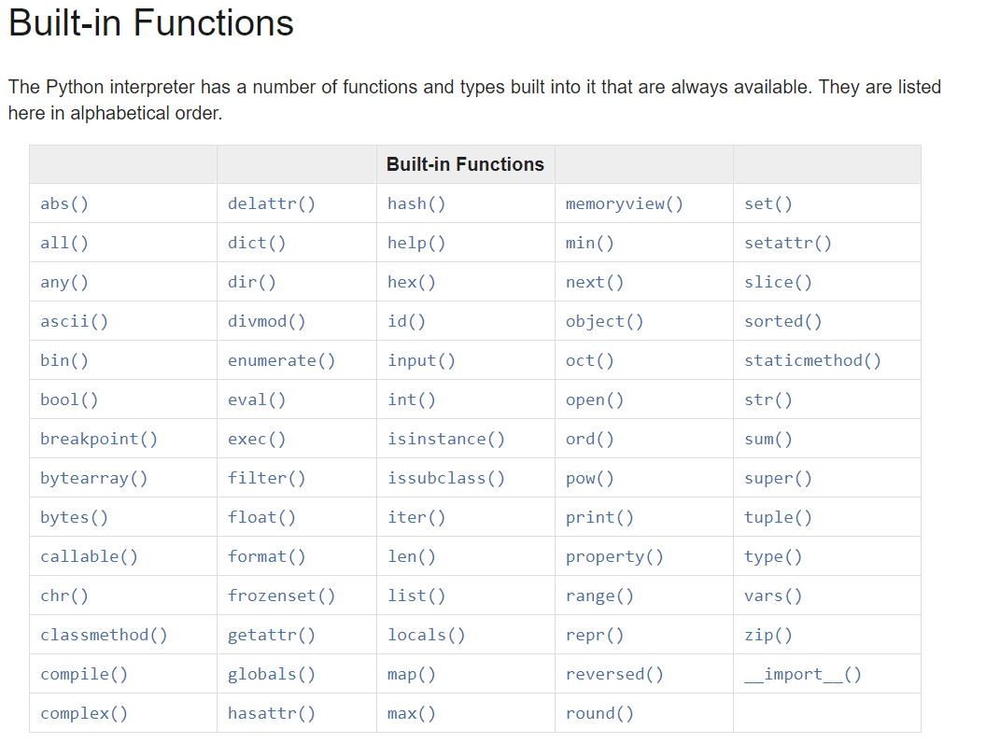 Built-in Functions
The Python interpreter has a number of functions and types built into it that are always available. They are listed
here in alphabetical order.
Built-in Functions
abs() delattr() hash() memoryview() set()
all() dict() help() min() setattr()
any() dir() hex() next() slice()
ascii() divmod() id() object() sorted()
bin() enumerate() input() oct() staticmethod()
bool() eval() int() open() str()
breakpoint() exec() isinstance() ord() sum()
bytearray() filter() issubclass() pow() super()
bytes() float() iter() print() tuple()
callable() format() len() property() type()
chr() frozenset() list() range() vars()
classmethod() getattr() locals() repr() zip()
compile() globals() map() reversed() __import__()
complex() hasattr() max() round()